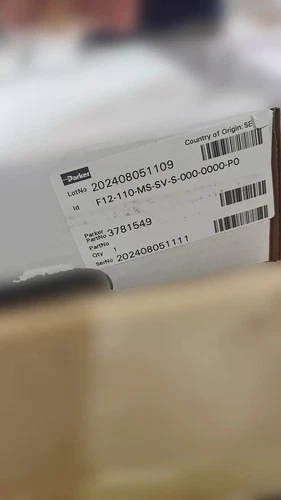 Parker
Country of Origin: SE
LotNo 202408051109
Id F12-110-MS-SV-S-000-0000-P0
Parker PartNo 3781549
PartNo
Qty 1
SerNo 202408051111